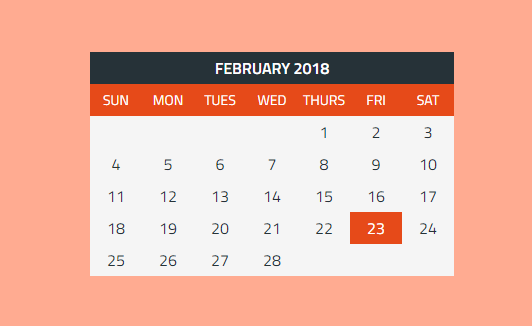 FEBRUARY 2018
SUN MON TUES WED THURS FRI SAT
1 2 3
4 5 6 7 8 9 10
11 12 13 14 15 16 17
18 19 20 21 22 23 24
25 26 27 28